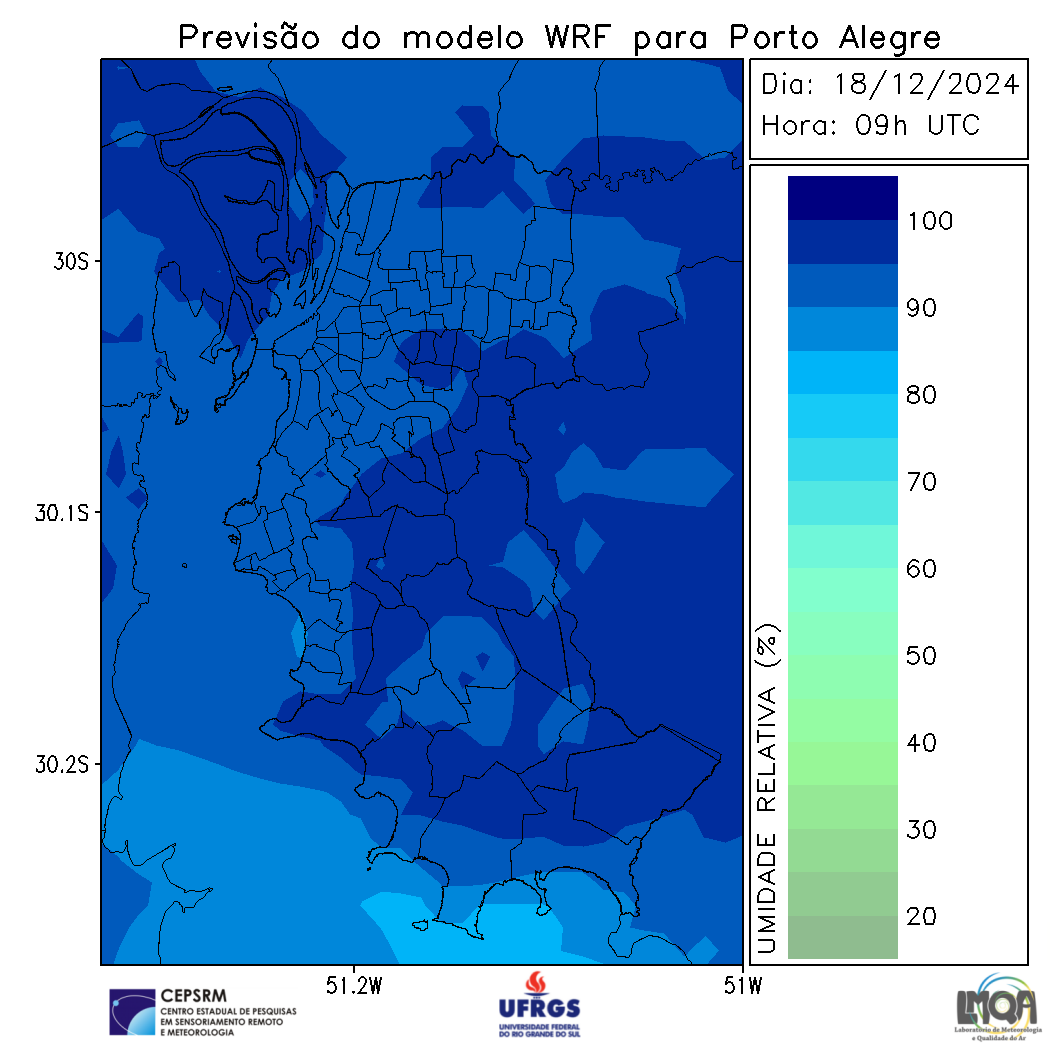 Previsão do modelo WRF para Porto Alegre
Dia: 18/12/2024
Hora: 09h UTC
30S
30.1S
30.2S
51.2W
51W
100
90
80
70
60
50
40
30
20
UMIDADE RELATIVA (%)
CEPSRM
CENTRO ESTADUAL DE PESQUISAS
EM SENSORIAMENTO REMOTO
E METEOROLOGIA
UFRGS
UNIVERSIDADE FEDERAL
DO RIO GRANDE DO SUL
LMQA
Laboratório de Meteorologia
e Qualidade do Ar